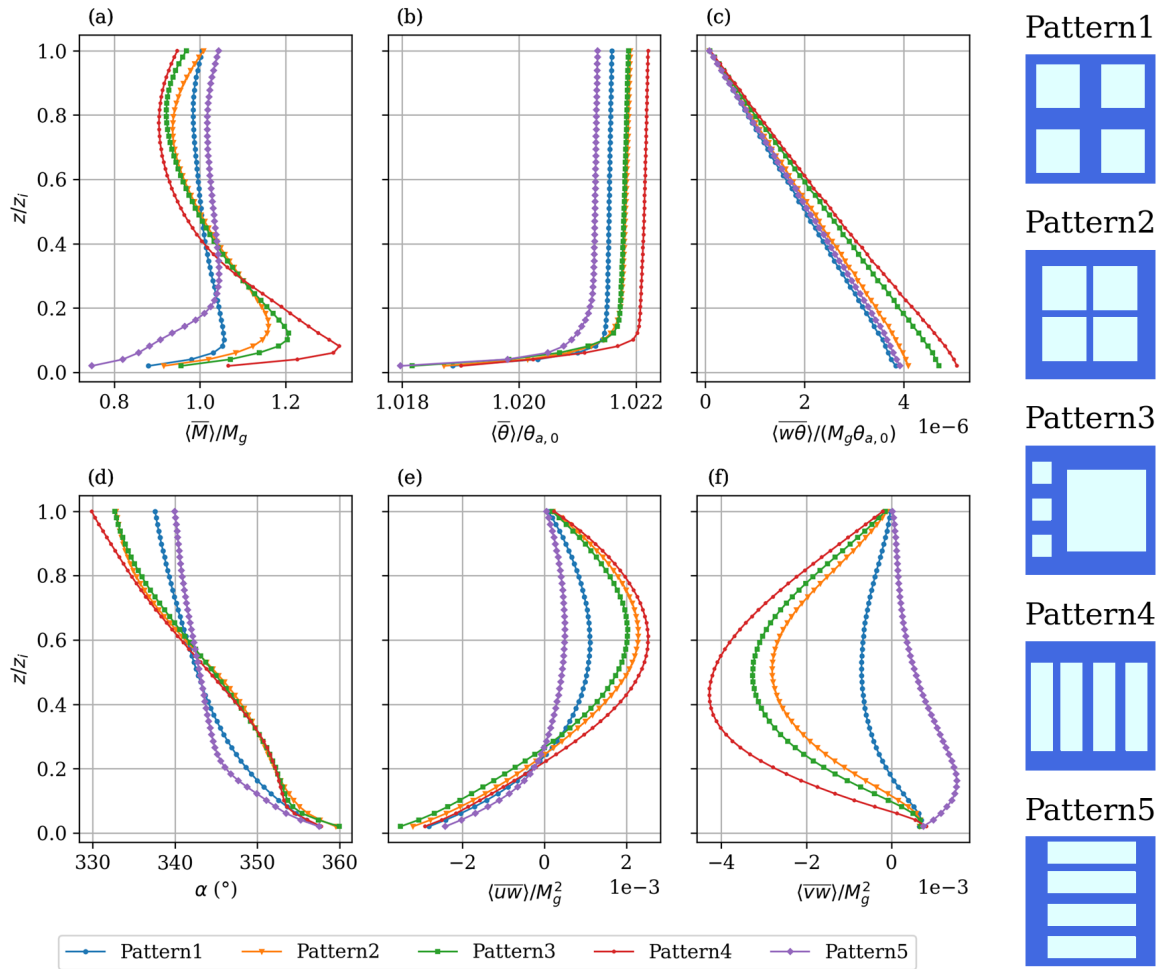 (a)
(b)
(c)
Pattern1
1.0
0.8
0.6
0.4
0.2
0.0
z/z_i
0.8 1.0 1.2
⟨M̅⟩/M_g
1.018 1.020 1.022
⟨θ̅⟩/θ_{a,0}
0 2 4
1e−6
⟨w̅θ̅⟩/(M_gθ_{a,0})
Pattern2
Pattern3
(d)
(e)
(f)
1.0
0.8
0.6
0.4
0.2
0.0
z/z_i
330 340 350 360
α (°)
−2 0 2
1e−3
⟨u̅w̅⟩/M_g^2
−4 −2 0
1e−3
⟨v̅w̅⟩/M_g^2
Pattern4
Pattern5
Pattern1 Pattern2 Pattern3 Pattern4 Pattern5